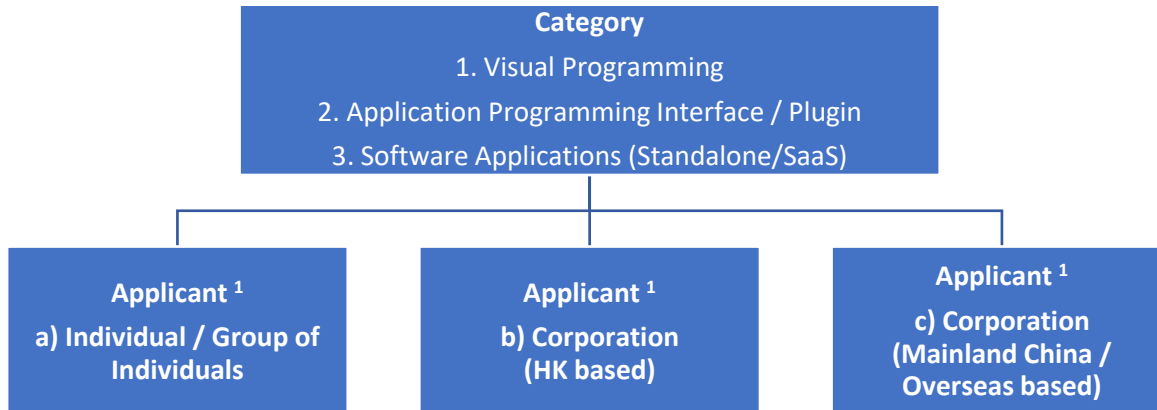 Category
1. Visual Programming
2. Application Programming Interface / Plugin
3. Software Applications (Standalone/SaaS)
Applicant 1
a) Individual / Group of
Individuals
Applicant 1
b) Corporation
(HK based)
Applicant 1
c) Corporation
(Mainland China /
Overseas based)